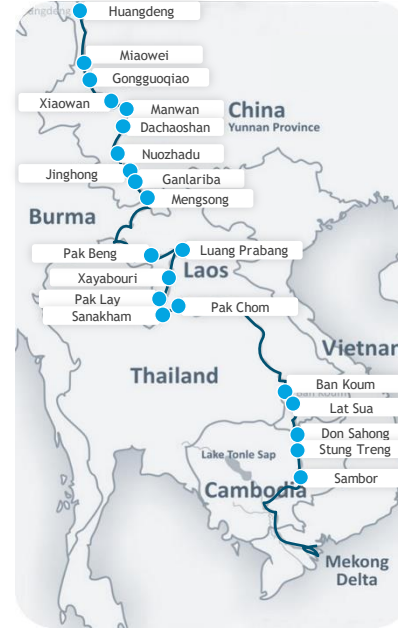 Huangdeng
Miaowei
Gongguoqiao
Xiaowan
Manwan
China
Yunnan Province
Dachaoshan
Nuozhadu
Jinghong
Ganlariba
Mengsong
Burma
Pak Beng
Luang Prabang
Laos
Xayabouri
Pak Lay
Pak Chom
Sanakham
Vietnar
Thailand
Ban Koum
Lat Sua
Don Sahong
Lake Tonle Sap
Stung Treng
Sambor
Cambodia
Mekong
Delta